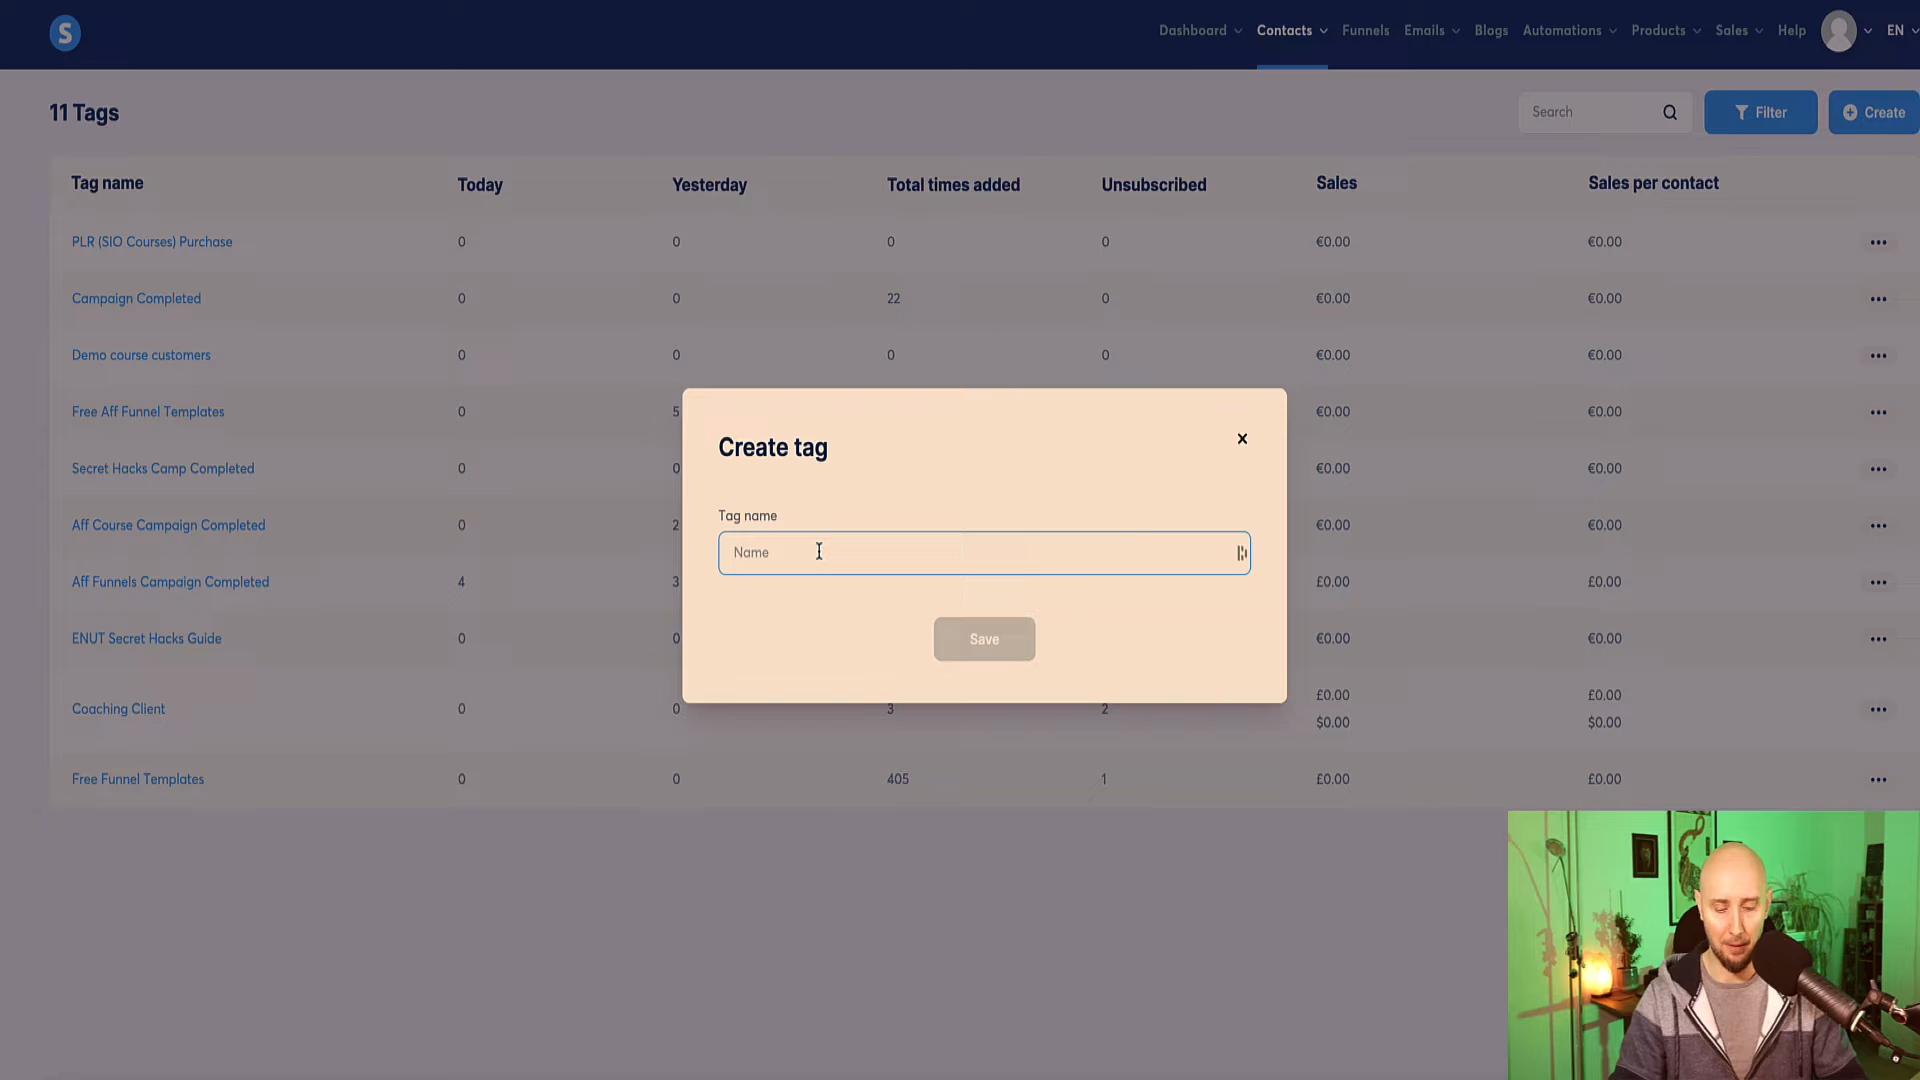 S
Dashboard Contacts Funnels Emails Blogs Automations Products Sales Help EN
11 Tags
Search Filter Create
Tag name Today Yesterday Total times added Unsubscribed Sales Sales per contact
PLR (SIO Courses) Purchase 0 0 0 0 €0.00 €0.00
Campaign Completed 0 0 22 0 €0.00 €0.00
Demo course customers 0 0 0 0 €0.00 €0.00
Free Aff Funnel Templates 0 5 €0.00 €0.00
Create tag
Secret Hacks Camp Completed 0 0 €0.00 €0.00
Tag name
Aff Course Campaign Completed 0 2 €0.00 €0.00
Name
Aff Funnels Campaign Completed 4 3 £0.00 £0.00
ENUT Secret Hacks Guide 0 0 €0.00 €0.00
Save
Coaching Client 0 0 3 2 £0.00 £0.00
$0.00 $0.00
Free Funnel Templates 0 0 405 1 £0.00 £0.00